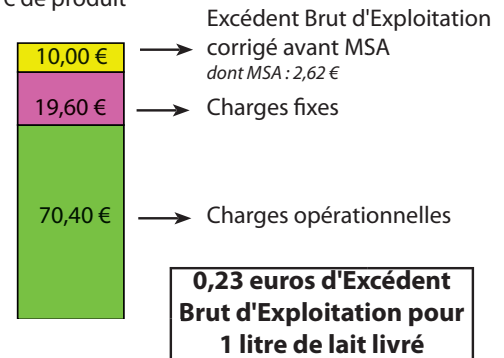 € de produit
Excédent Brut d'Exploitation
corrigé avant MSA
dont MSA : 2,62 €
10,00 €
19,60 €
Charges fixes
70,40 €
Charges opérationnelles
0,23 euros d'Excédent
Brut d'Exploitation pour
1 litre de lait livré